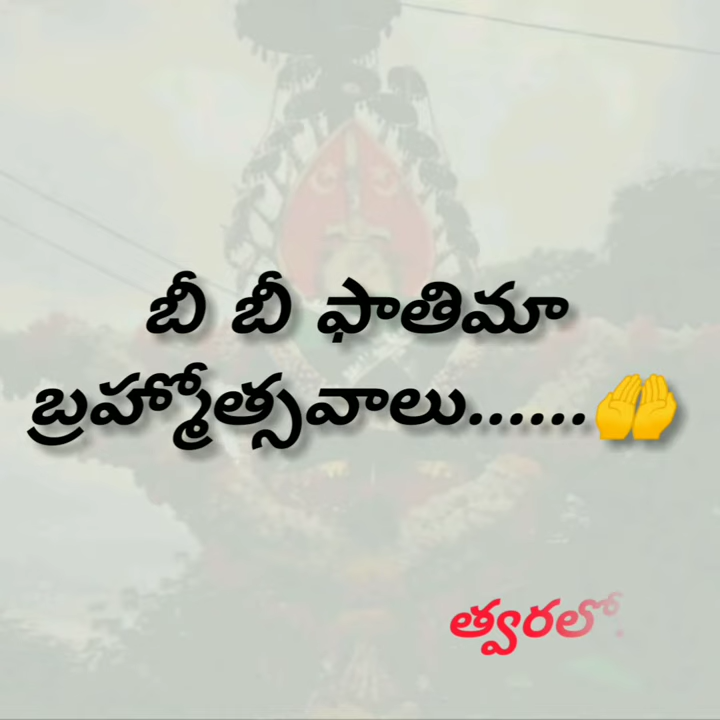 బీ బీ ఫాతిమా
బ్రహ్మోత్సవాలు......🤲
త్వరలో.